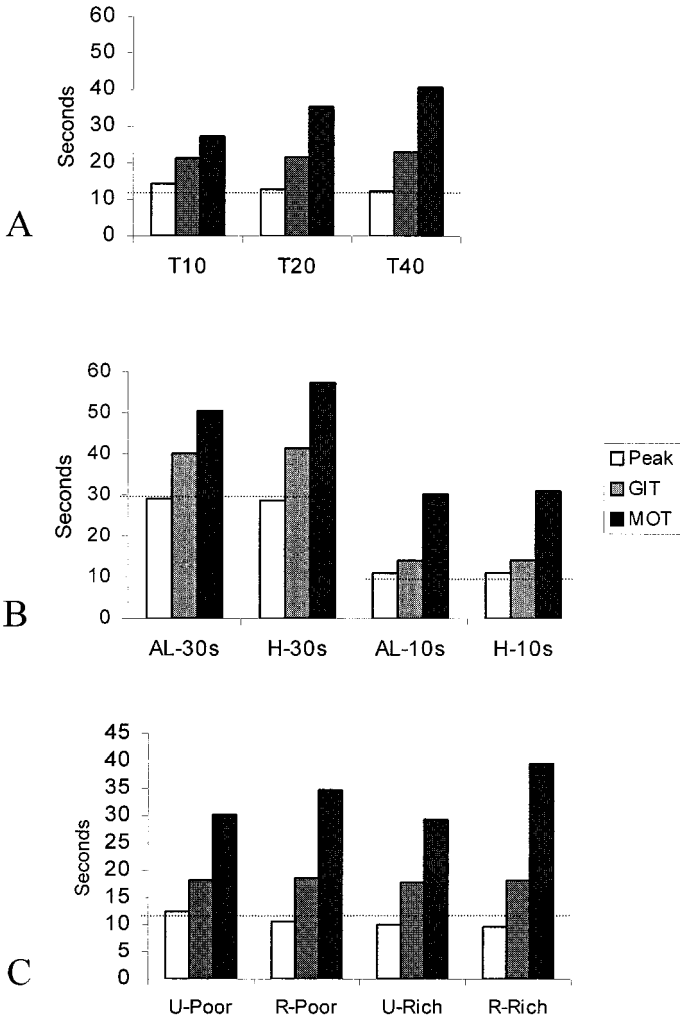 60
50
40
30
20
10
0
Seconds
A
T10 T20 T40
60
50
40
30
20
10
0
Seconds
B
AL-30s H-30s AL-10s H-10s
Peak
GIT
MOT
45
40
35
30
25
20
15
10
5
0
Seconds
C
U-Poor R-Poor U-Rich R-Rich